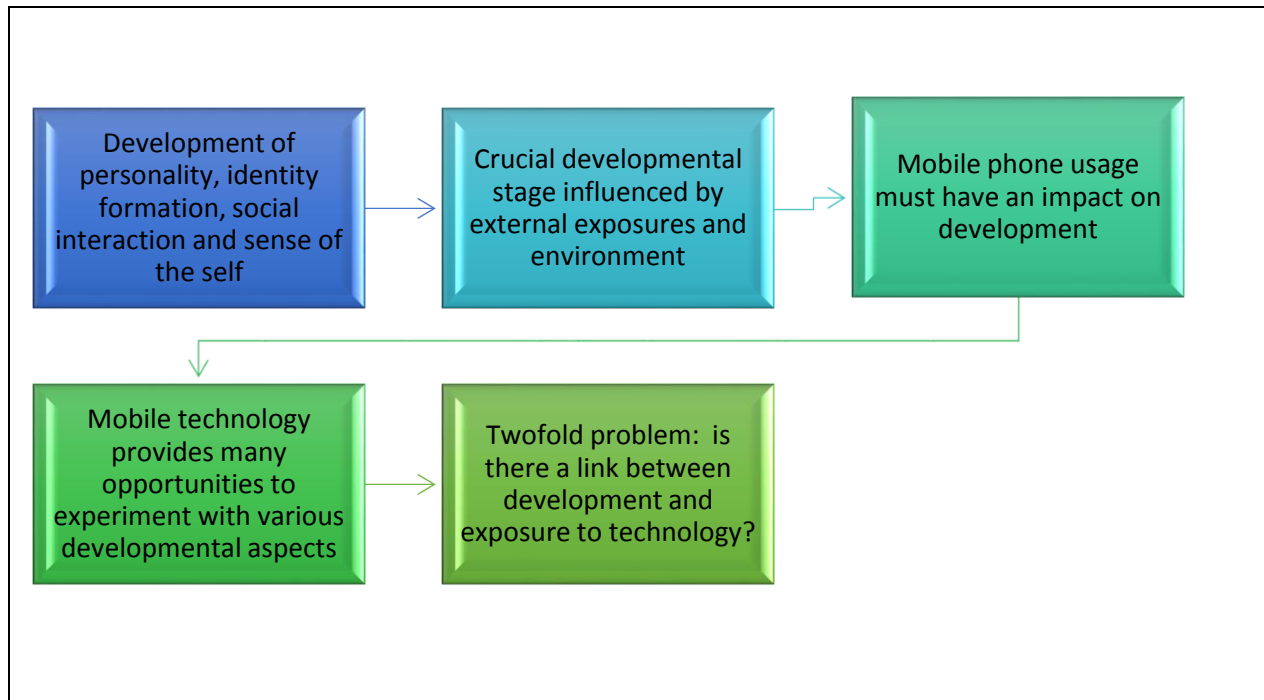 Development of
personality, identity
formation, social
interaction and sense of
the self
Crucial developmental
stage influenced by
external exposures and
environment
Mobile phone usage
must have an impact on
development
Mobile technology
provides many
opportunities to
experiment with various
developmental aspects
Twofold problem:  is
there a link between
development and
exposure to technology?